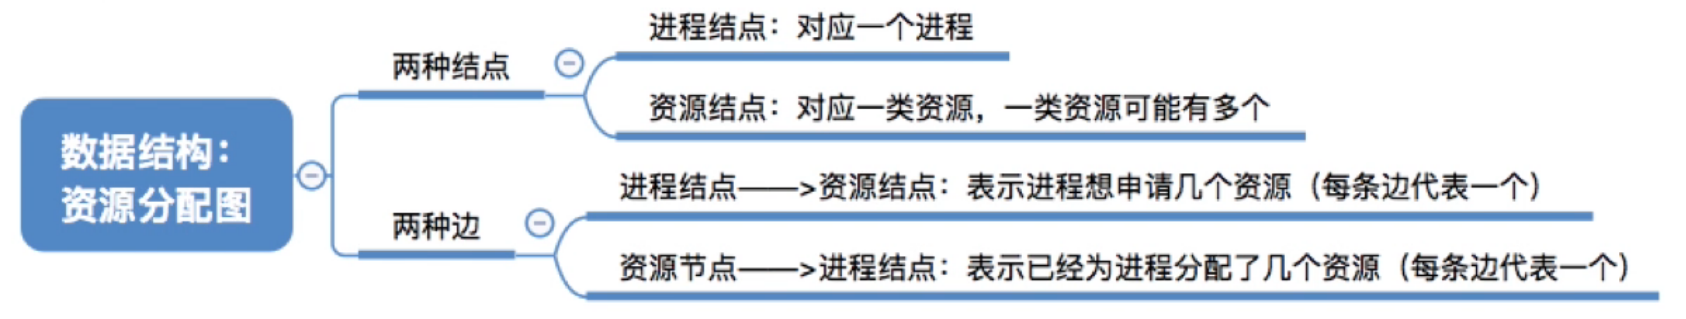 数据结构：
资源分配图
两种结点
进程结点：对应一个进程
资源结点：对应一类资源，一类资源可能有多个
两种边
进程结点——>资源结点：表示进程想申请几个资源（每条边代表一个）
资源节点——>进程结点：表示已经为进程分配了几个资源（每条边代表一个）